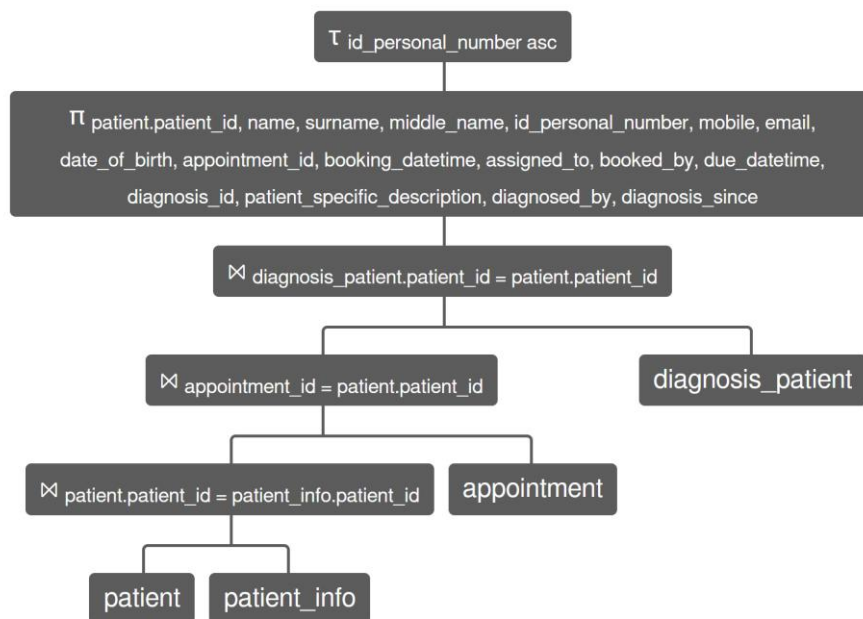 τ id_personal_number asc
π patient.patient_id, name, surname, middle_name, id_personal_number, mobile, email,
date_of_birth, appointment_id, booking_datetime, assigned_to, booked_by, due_datetime,
diagnosis_id, patient_specific_description, diagnosed_by, diagnosis_since
⋈ diagnosis_patient.patient_id = patient.patient_id
⋈ appointment_id = patient.patient_id
diagnosis_patient
⋈ patient.patient_id = patient_info.patient_id
appointment
patient
patient_info